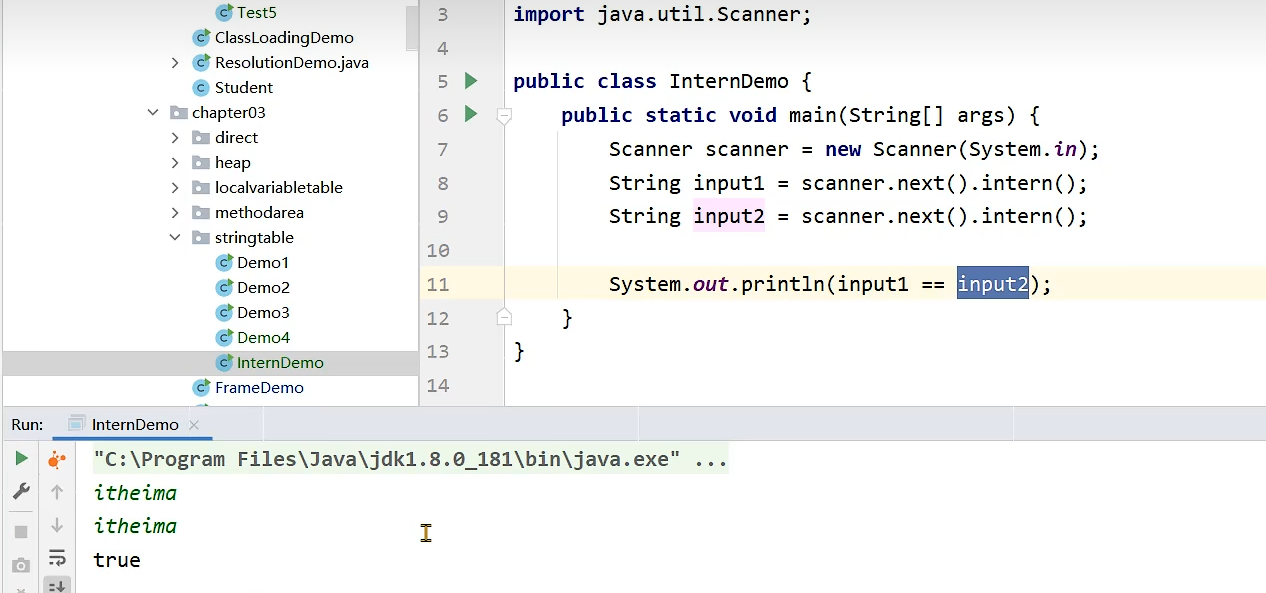 Test5
ClassLoadingDemo
ResolutionDemo.java
Student
chapter03
direct
heap
localvariabletable
methodarea
stringtable
Demo1
Demo2
Demo3
Demo4
InternDemo
FrameDemo
3 import java.util.Scanner;
4
5 public class InternDemo {
6 public static void main(String[] args) {
7 Scanner scanner = new Scanner(System.in);
8 String input1 = scanner.next().intern();
9 String input2 = scanner.next().intern();
10
11 System.out.println(input1 == input2);
12 }
13 }
14
Run: InternDemo
"C:\Program Files\Java\jdk1.8.0_181\bin\java.exe" ...
itheima
itheima
true